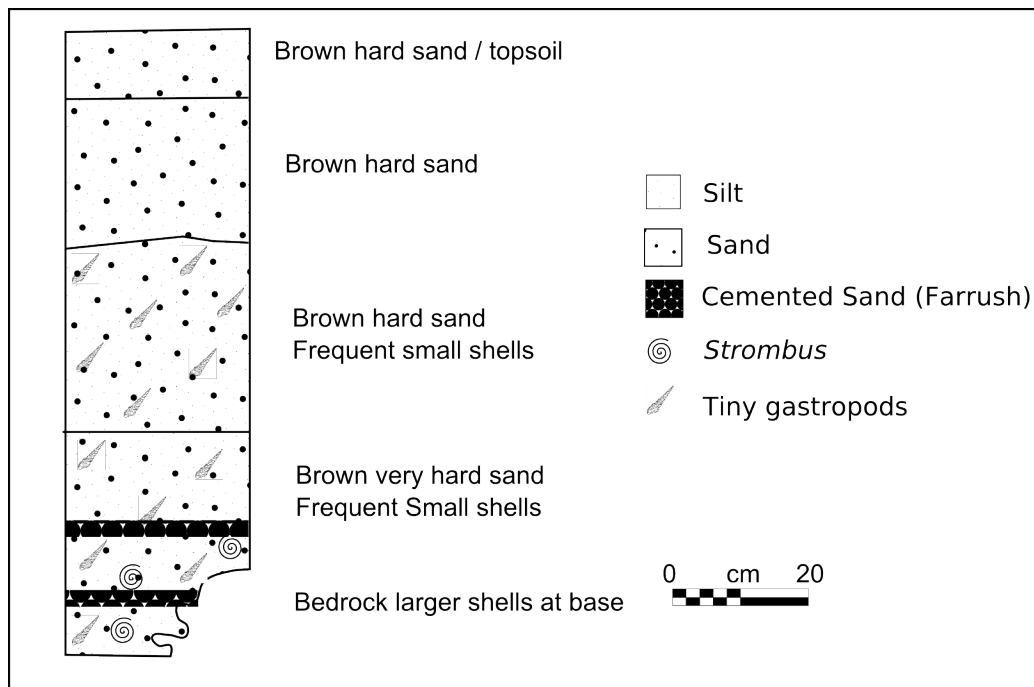 Brown hard sand / topsoil
Brown hard sand
Brown hard sand
Frequent small shells
Brown very hard sand
Frequent Small shells
Bedrock larger shells at base
Silt
Sand
Cemented Sand (Farrush)
Strombus
Tiny gastropods
0 cm 20